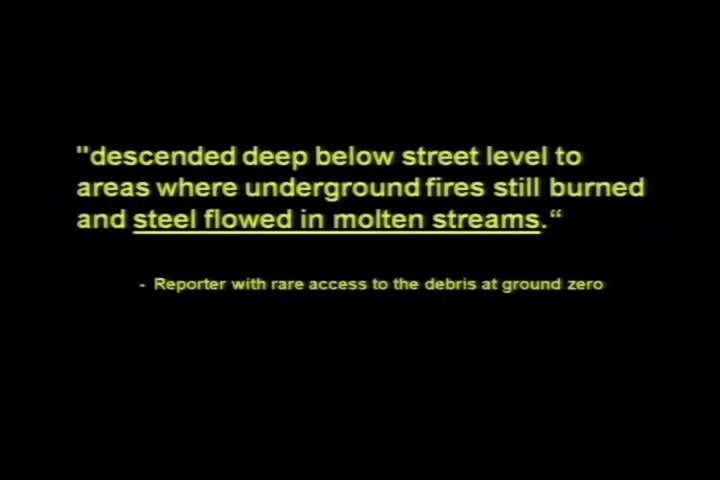 "descended deep below street level to
areas where underground fires still burned
and steel flowed in molten streams.“
- Reporter with rare access to the debris at ground zero